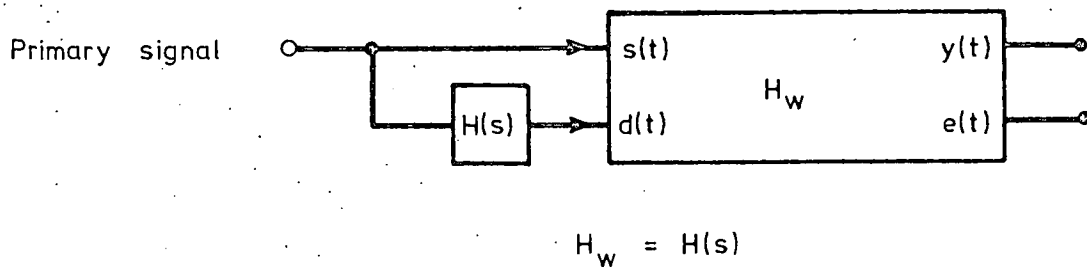 Primary signal
s(t)
y(t)
H_w
H(s)
d(t)
e(t)
H_w = H(s)